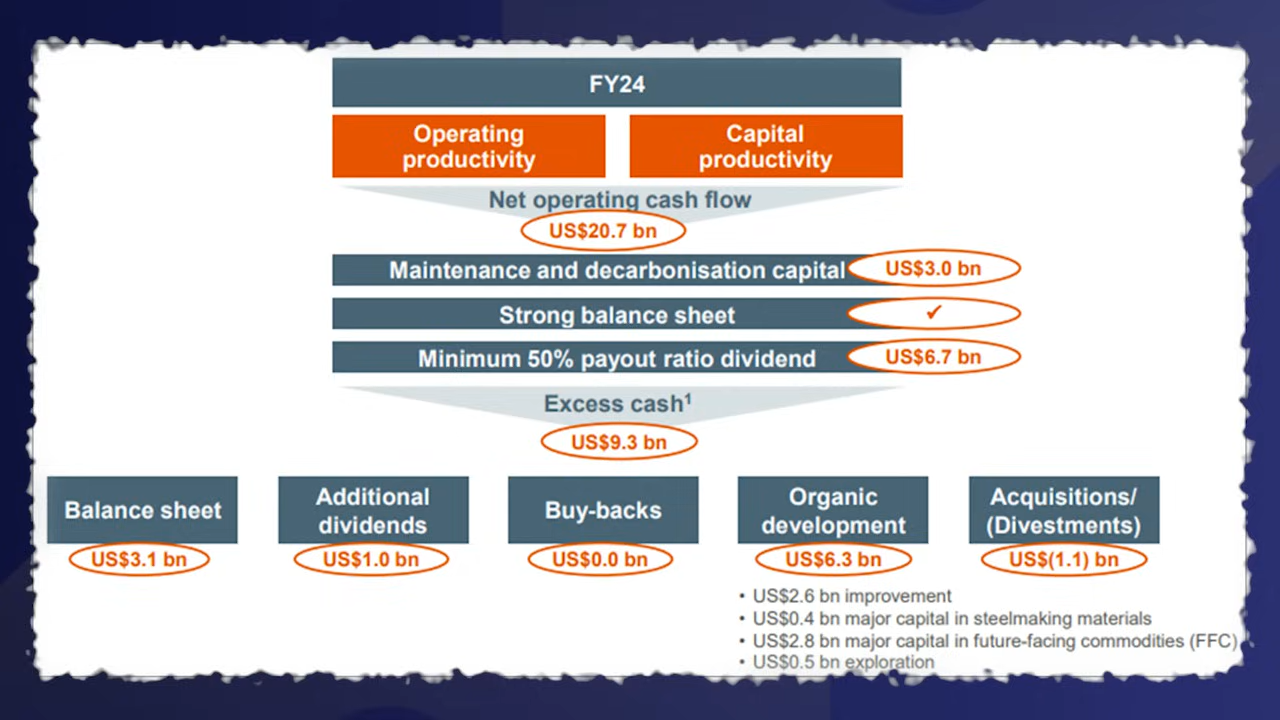 FY24
Operating
productivity
Capital
productivity
Net operating cash flow
US$20.7 bn
Maintenance and decarbonisation capital
US$3.0 bn
Strong balance sheet
✓
Minimum 50% payout ratio dividend
US$6.7 bn
Excess cash¹
US$9.3 bn
Balance sheet
US$3.1 bn
Additional
dividends
US$1.0 bn
Buy-backs
US$0.0 bn
Organic
development
US$6.3 bn
Acquisitions/
(Divestments)
US$(1.1) bn
• US$2.6 bn improvement
• US$0.4 bn major capital in steelmaking materials
• US$2.8 bn major capital in future-facing commodities (FFC)
• US$0.5 bn exploration